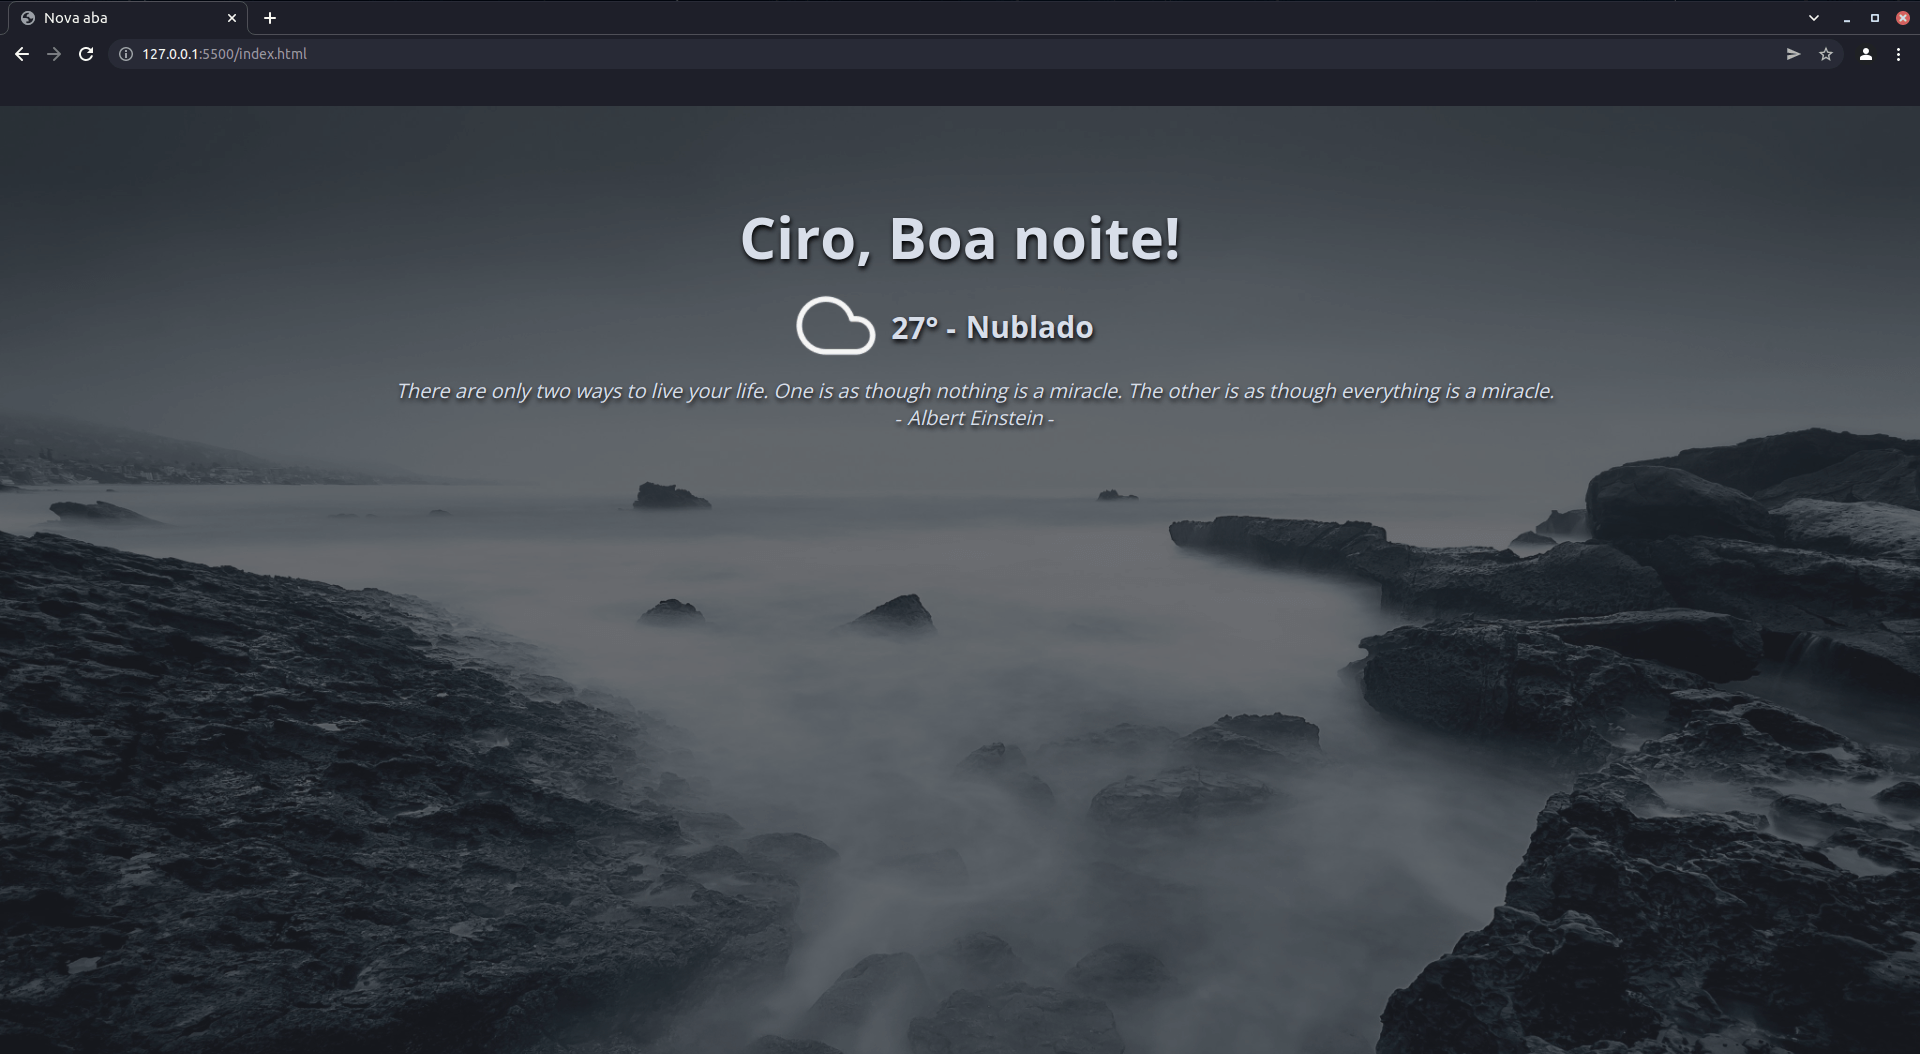 Nova aba
127.0.0.1:5500/index.html
Ciro, Boa noite!
27° - Nublado
There are only two ways to live your life. One is as though nothing is a miracle. The other is as though everything is a miracle.
- Albert Einstein -